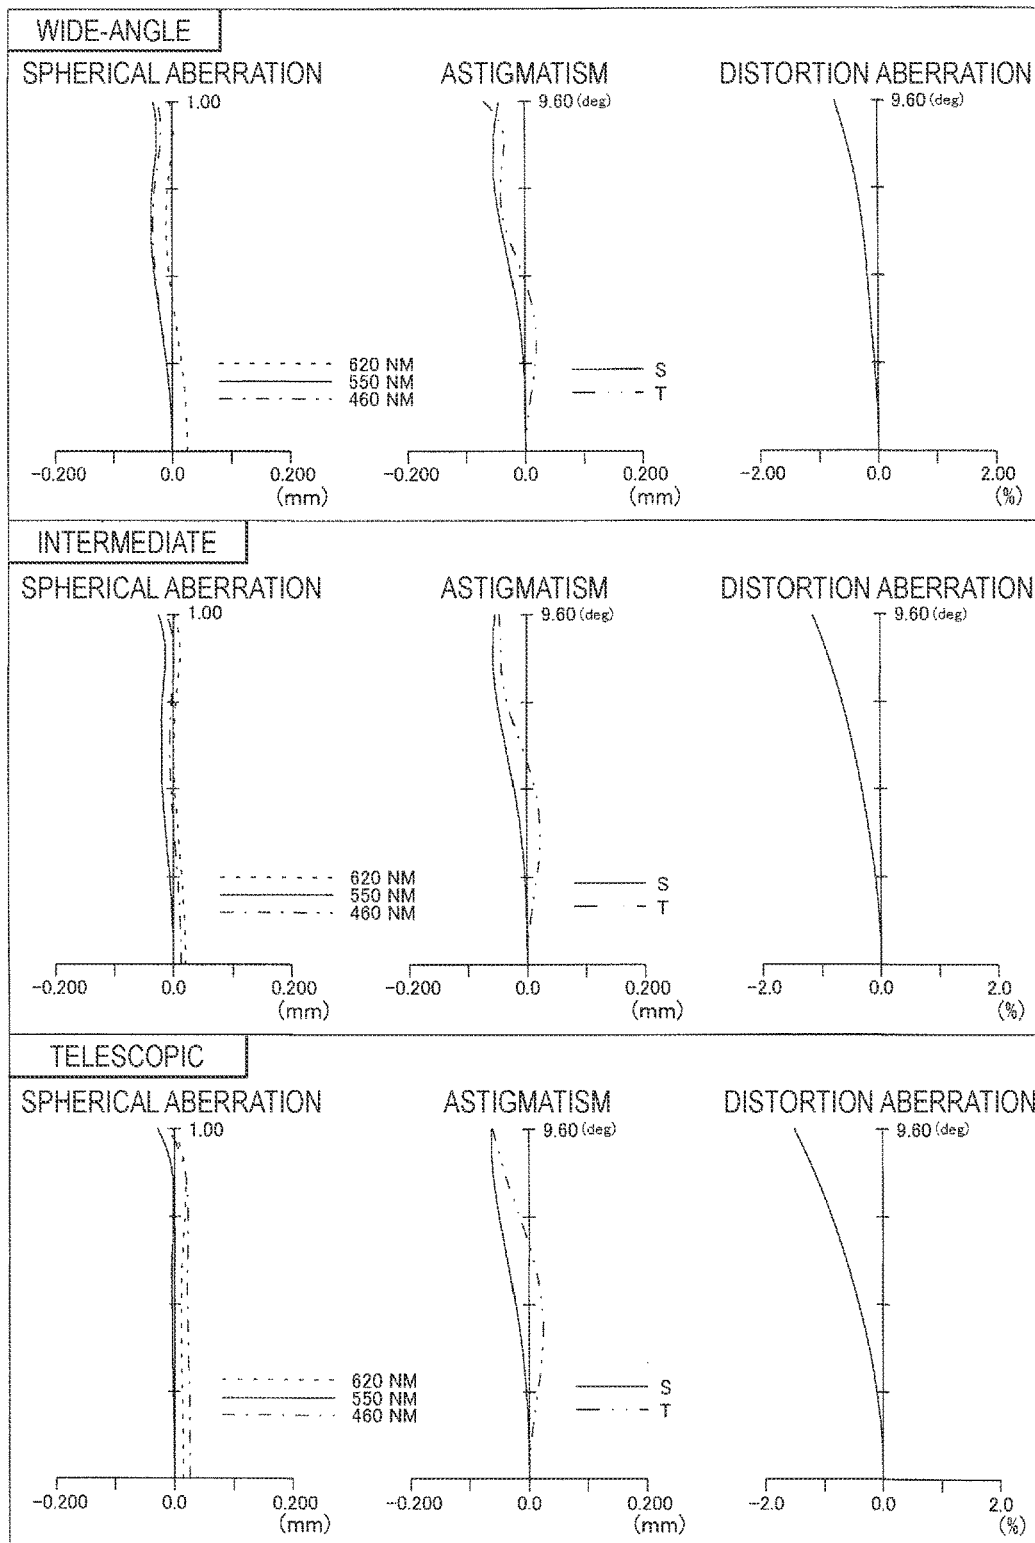 WIDE-ANGLE
SPHERICAL ABERRATION
1.00
620 NM
550 NM
460 NM
-0.200 0.0 0.200
(mm)
ASTIGMATISM
9.60 (deg)
S
T
-0.200 0.0 0.200
(mm)
DISTORTION ABERRATION
9.60 (deg)
-2.00 0.0 2.00
(%)
INTERMEDIATE
SPHERICAL ABERRATION
1.00
620 NM
550 NM
460 NM
-0.200 0.0 0.200
(mm)
ASTIGMATISM
9.60 (deg)
S
T
-0.200 0.0 0.200
(mm)
DISTORTION ABERRATION
9.60 (deg)
-2.0 0.0 2.0
(%)
TELESCOPIC
SPHERICAL ABERRATION
1.00
620 NM
550 NM
460 NM
-0.200 0.0 0.200
(mm)
ASTIGMATISM
9.60 (deg)
S
T
-0.200 0.0 0.200
(mm)
DISTORTION ABERRATION
9.60 (deg)
-2.0 0.0 2.0
(%)